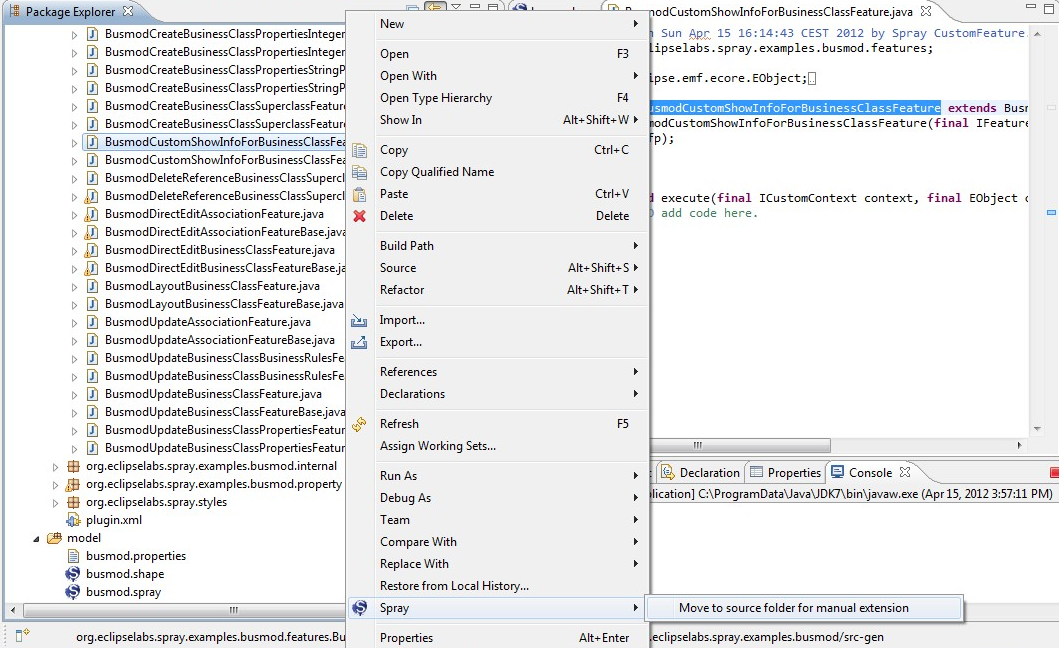 Package Explorer
BusmodCreateBusinessClassPropertiesInteger
BusmodCreateBusinessClassPropertiesInteger
BusmodCreateBusinessClassPropertiesStringP
BusmodCreateBusinessClassPropertiesStringP
BusmodCreateBusinessClassSuperclassFeature
BusmodCreateBusinessClassSuperclassFeature
BusmodCustomShowInfoForBusinessClassFea
BusmodCustomShowInfoForBusinessClassFea
BusmodDeleteReferenceBusinessClassSupercl
BusmodDeleteReferenceBusinessClassSupercl
BusmodDirectEditAssociationFeature.java
BusmodDirectEditAssociationFeatureBase.java
BusmodDirectEditBusinessClassFeature.java
BusmodDirectEditBusinessClassFeatureBase.ja
BusmodLayoutBusinessClassFeature.java
BusmodLayoutBusinessClassFeatureBase.java
BusmodUpdateAssociationFeature.java
BusmodUpdateAssociationFeatureBase.java
BusmodUpdateBusinessClassBusinessRulesFe
BusmodUpdateBusinessClassBusinessRulesFe
BusmodUpdateBusinessClassFeature.java
BusmodUpdateBusinessClassFeatureBase.java
BusmodUpdateBusinessClassPropertiesFeatur
BusmodUpdateBusinessClassPropertiesFeatur
org.eclipselabs.spray.examples.busmod.internal
org.eclipselabs.spray.examples.busmod.property
org.eclipselabs.spray.styles
plugin.xml
model
busmod.properties
busmod.shape
busmod.spray
New
Open F3
Open With
Open Type Hierarchy F4
Show In Alt+Shift+W
Copy Ctrl+C
Copy Qualified Name
Paste Ctrl+V
Delete Delete
Build Path
Source Alt+Shift+S
Refactor Alt+Shift+T
Import...
Export...
References
Declarations
Refresh F5
Assign Working Sets...
Run As
Debug As
Team
Compare With
Replace With
Restore from Local History...
Spray
Properties Alt+Enter
Move to source folder for manual extension
modCustomShowInfoForBusinessClassFeature.java
Sun Apr 15 16:14:43 CEST 2012 by Spray CustomFeature
clipselabs.spray.examples.busmod.features;
ipse.emf.ecore.EObject;
usmodCustomShowInfoForBusinessClassFeature extends Busm
modCustomShowInfoForBusinessClassFeature(final IFeature
fp);
d execute(final ICustomContext context, final EObject
add code here.
Declaration
Properties
Console
plication] C:\ProgramData\Java\JDK7\bin\javaw.exe (Apr 15, 2012 3:57:11 PM)
org.eclipselabs.spray.examples.busmod.features.Bu
.eclipselabs.spray.examples.busmod/src-gen